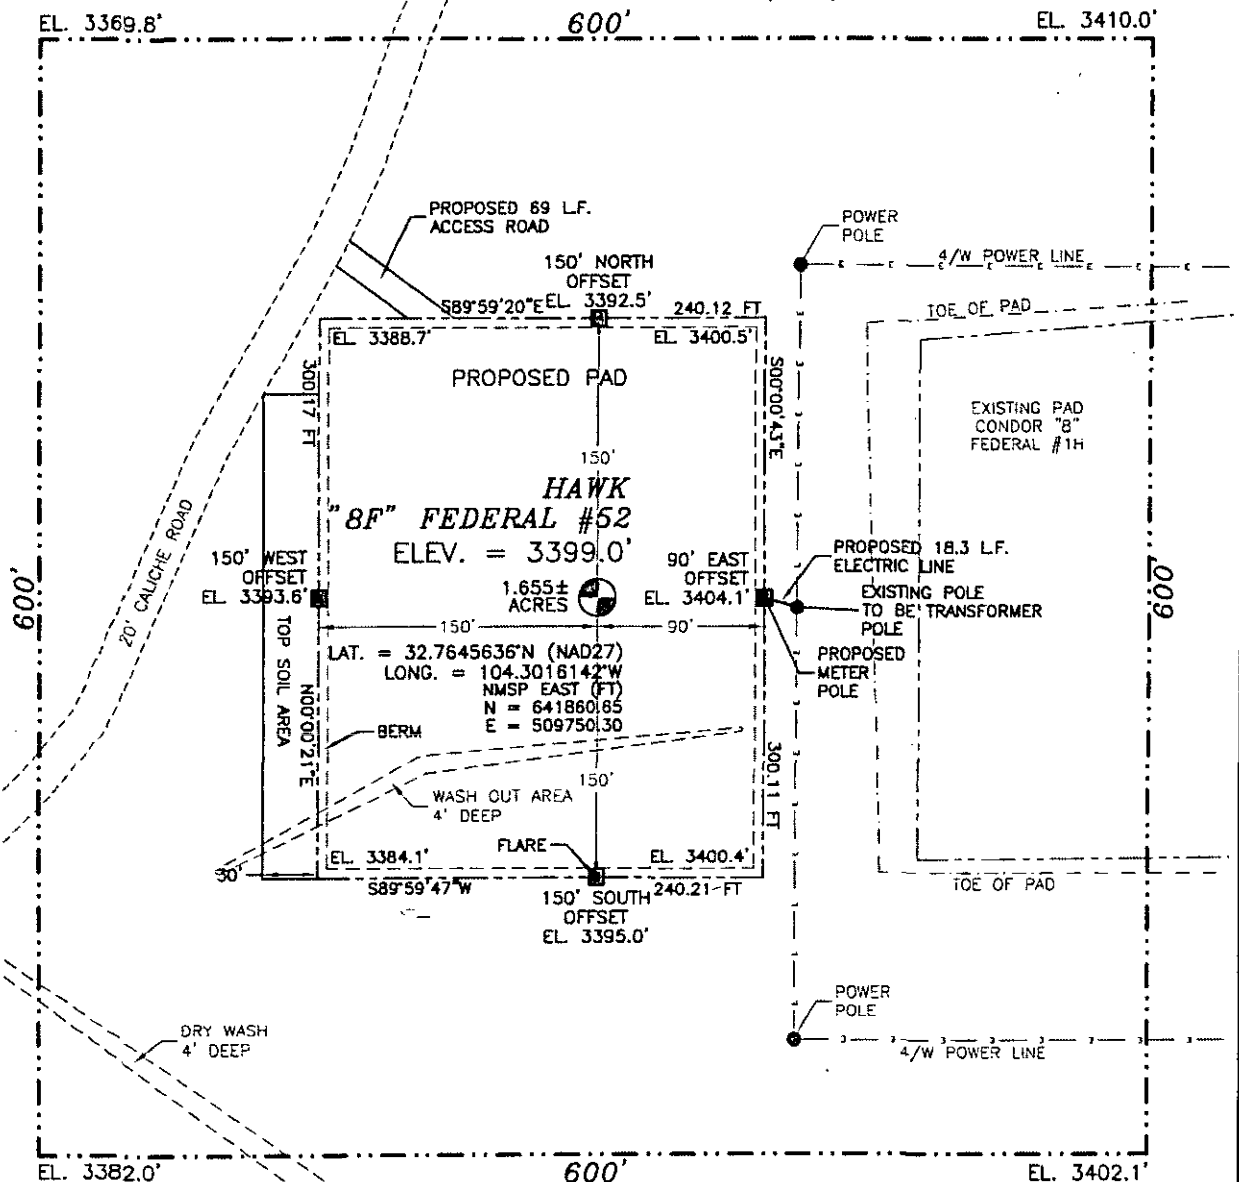 EL. 3369.8'
600'
EL. 3410.0'
PROPOSED 69 L.F.
ACCESS ROAD
POWER
POLE
4/W POWER LINE
150' NORTH
OFFSET
EL. 3392.5'
S89°59'20"E
240.12 FT
TOE OF PAD
EL. 3388.7'
EL. 3400.5'
PROPOSED PAD
300.17 FT
S00°00'43"E
EXISTING PAD
CONDOR "8"
FEDERAL #1H
150'
HAWK
"8F" FEDERAL #52
ELEV. = 3399.0'
20' CALICHE ROAD
150' WEST
OFFSET
EL. 3393.6'
1.655±
ACRES
90' EAST
OFFSET
EL. 3404.1'
PROPOSED 18.3 L.F.
ELECTRIC LINE
EXISTING POLE
TO BE TRANSFORMER
POLE
600'
600'
150'
90'
TOP SOIL AREA
LAT. = 32.7645636°N (NAD27)
LONG. = 104.3016142°W
NMSP EAST (FT)
N = 641860.65
E = 509750.30
PROPOSED
METER
POLE
N00°00'21"E
BERM
300.11 FT
150'
WASH OUT AREA
4' DEEP
FLARE
EL. 3384.1'
EL. 3400.4'
30'
S89°59'47"W
240.21 FT
TOE OF PAD
150' SOUTH
OFFSET
EL. 3395.0'
POWER
POLE
4/W POWER LINE
DRY WASH
4' DEEP
EL. 3382.0'
600'
EL. 3402.1'